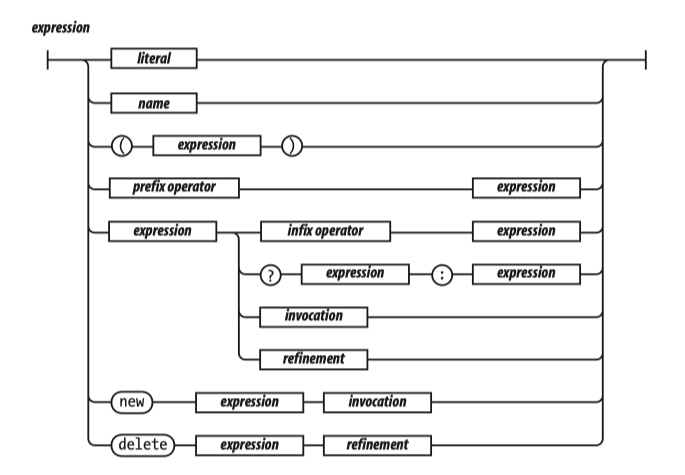 expression
literal
name
( expression )
prefix operator expression
expression infix operator expression
? expression : expression
invocation
refinement
new expression invocation
delete expression refinement